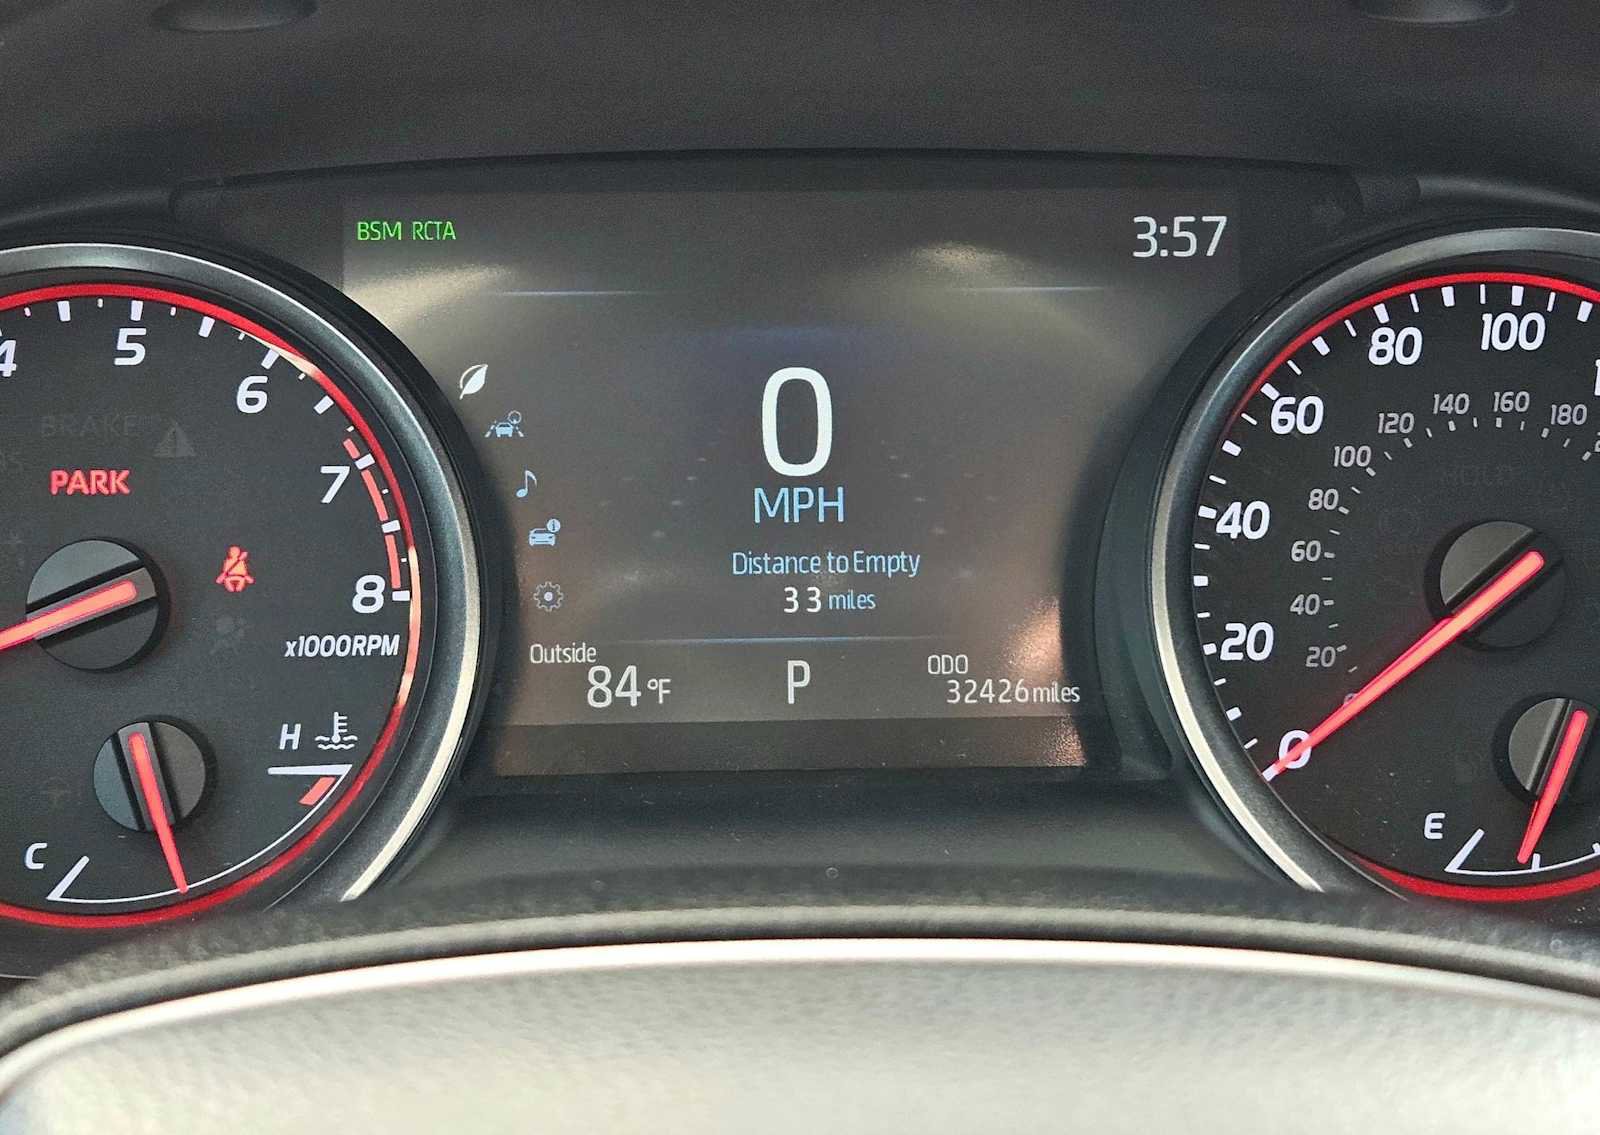 BSM RCTA
3:57
4
5
6
7
8
x1000RPM
BRAKE
PARK
H
C
0
MPH
Distance to Empty
33 miles
Outside
84°F
P
ODO
32426 miles
0
20
40
60
80
100
20
40
60
80
100
120
140
160
180
HOLD
E